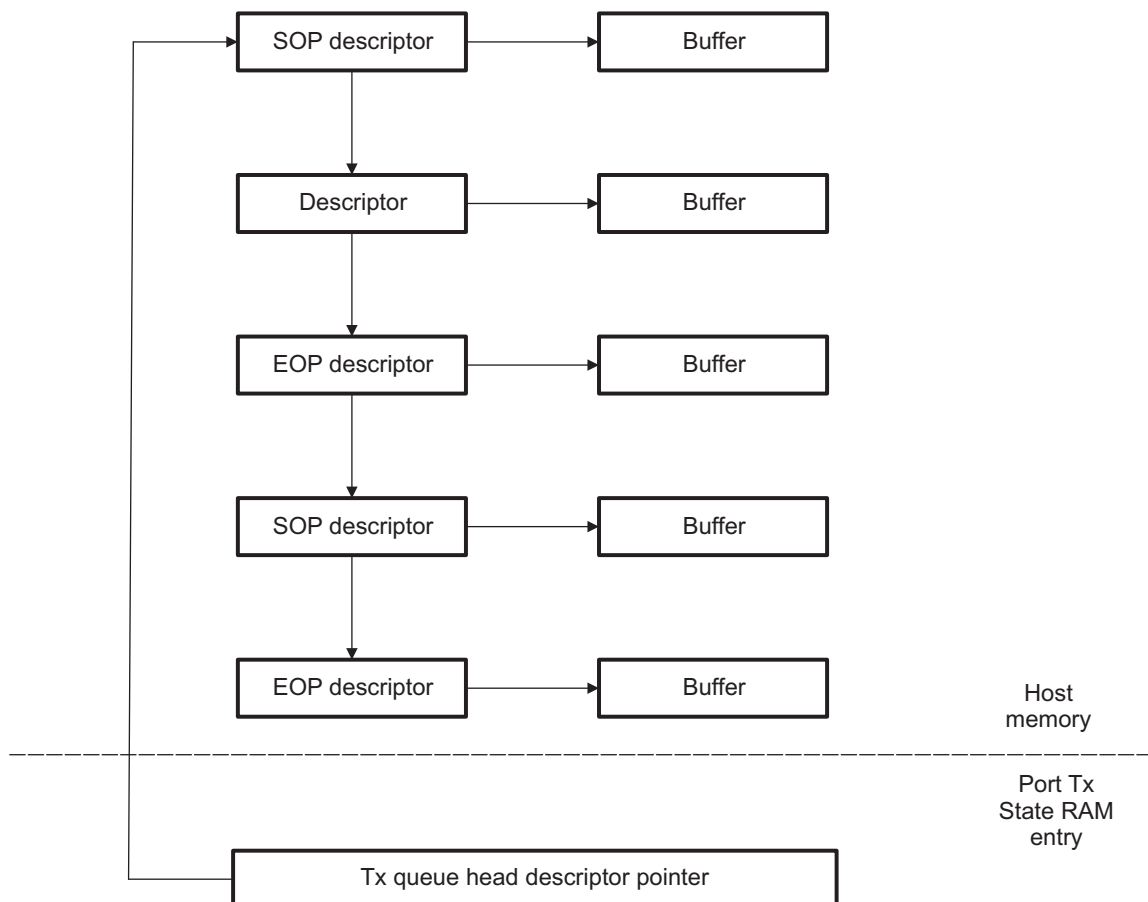 SOP descriptor
Buffer
Descriptor
Buffer
EOP descriptor
Buffer
SOP descriptor
Buffer
EOP descriptor
Buffer
Host
memory
Port Tx
State RAM
entry
Tx queue head descriptor pointer